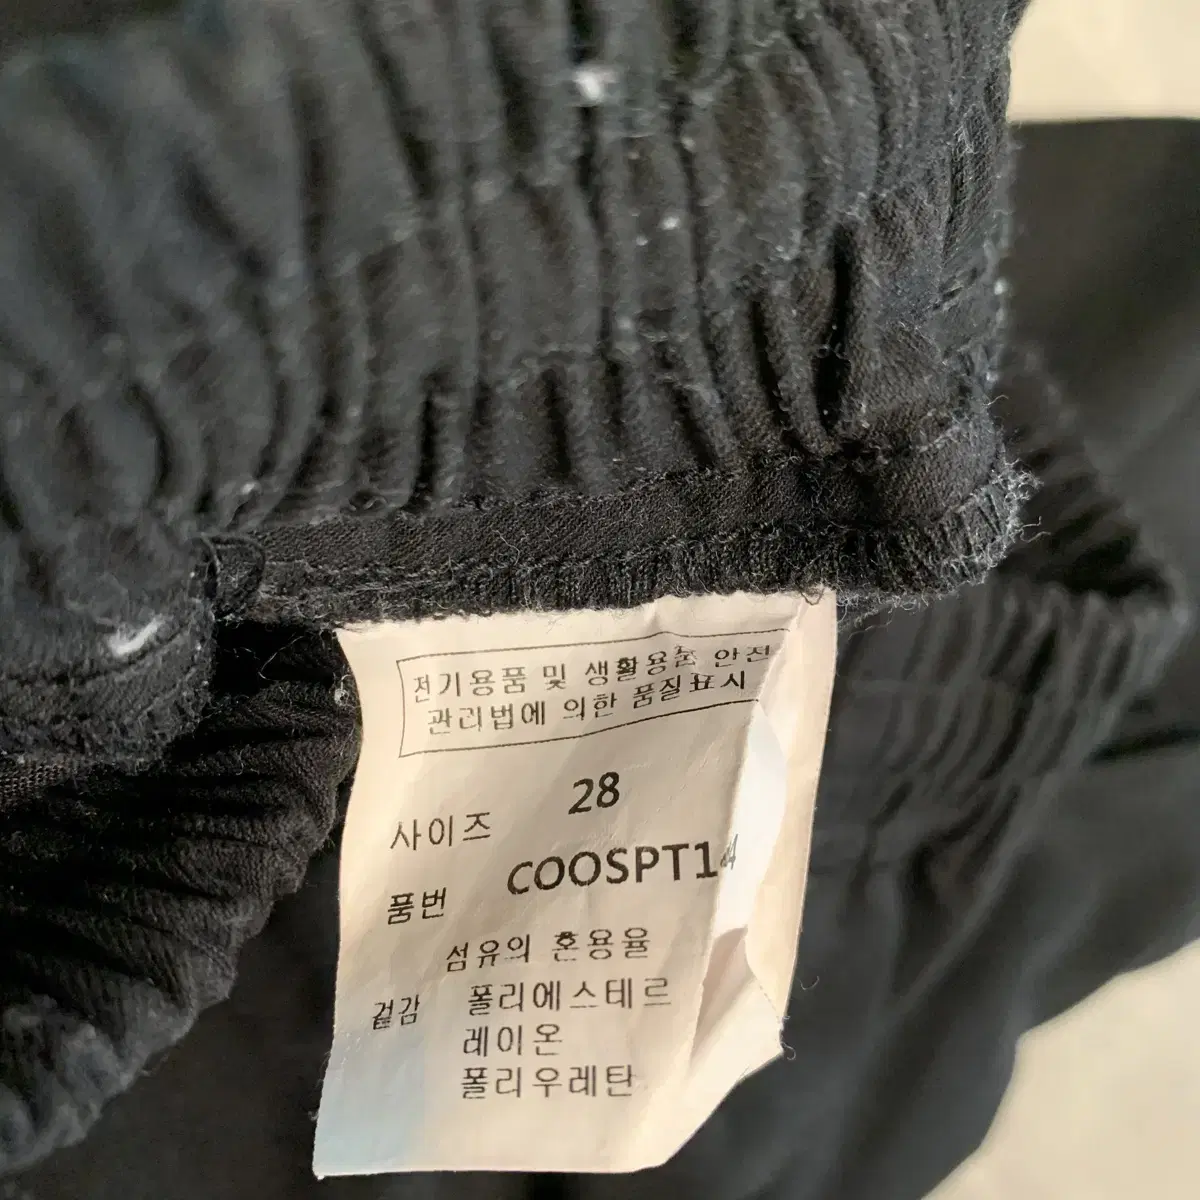 전기용품 및 생활용품 안전
관리법에 의한 품질표시
사이즈 28
품번 COOSPT14
섬유의 혼용율
겉감 폴리에스테르
레이온
폴리우레탄